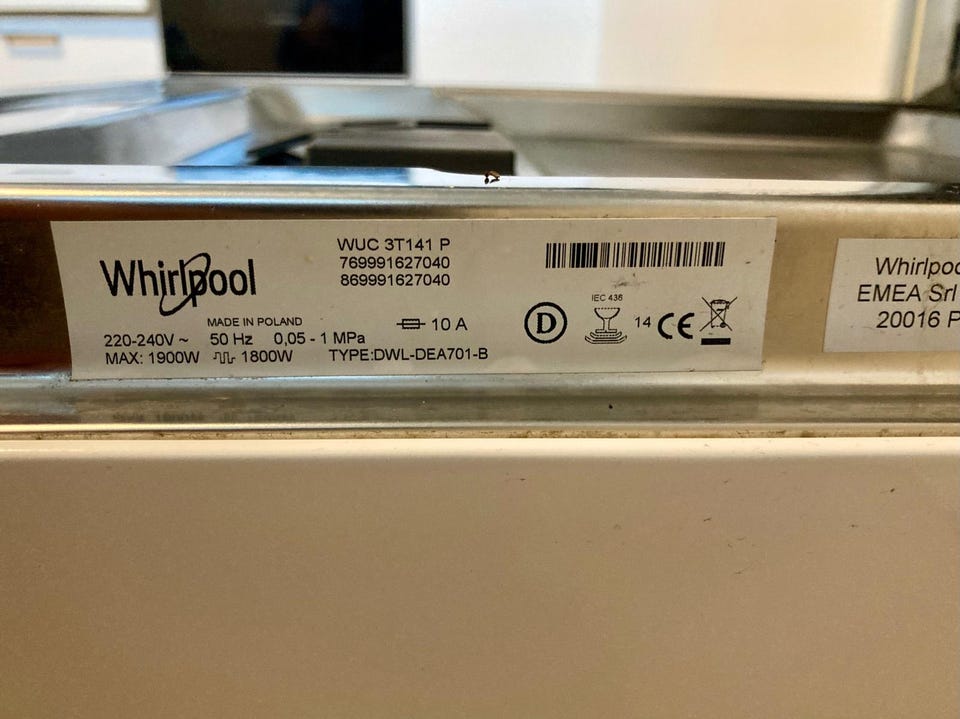 Whirlpool
WUC 3T141 P
769991627040
869991627040
MADE IN POLAND
220-240V ~ 50 Hz 0,05 - 1 MPa
MAX: 1900W 1800W TYPE:DWL-DEA701-B
10 A
D
IEC 436
14 CE
Whirlpoo
EMEA Srl
20016 P